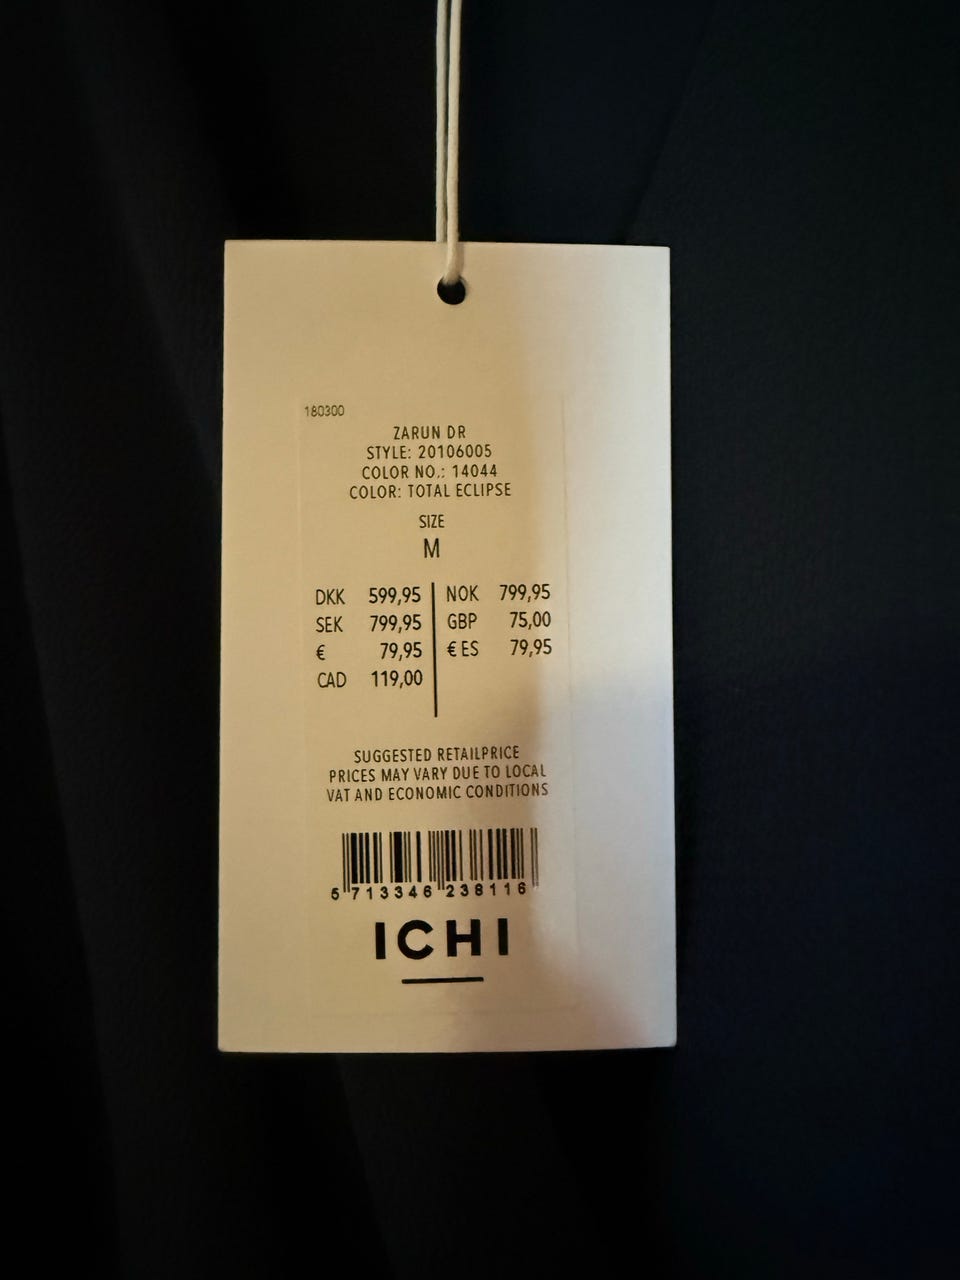 180300
ZARUN DR
STYLE: 20106005
COLOR NO.: 14044
COLOR: TOTAL ECLIPSE
SIZE
M
DKK 599,95 NOK 799,95
SEK 799,95 GBP 75,00
€ 79,95 € ES 79,95
CAD 119,00
SUGGESTED RETAILPRICE
PRICES MAY VARY DUE TO LOCAL
VAT AND ECONOMIC CONDITIONS
5 713346 238116
ICHI